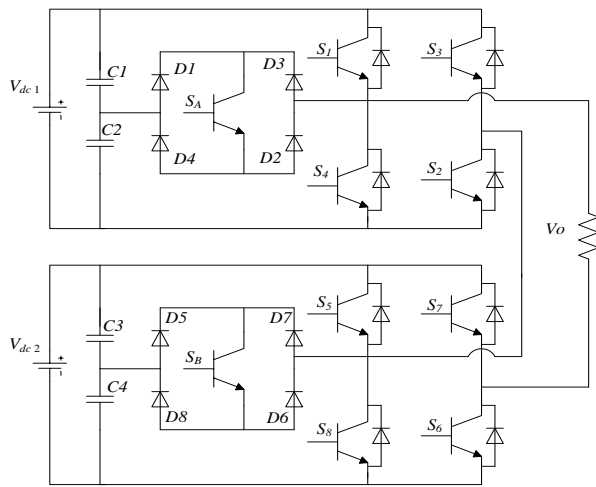 S1
S3
C1
D1
D3
Vdc 1
+
-
SA
C2
D4
D2
S4
S2
Vo
C3
D5
D7
S5
S7
Vdc 2
+
-
SB
C4
D8
D6
S8
S6